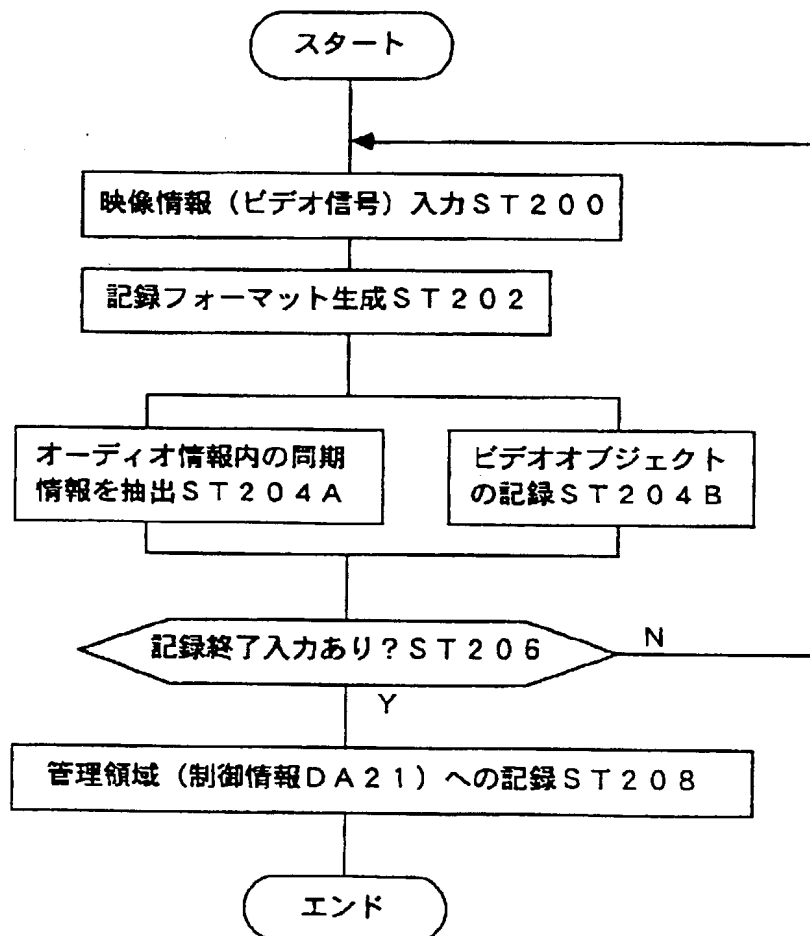 スタート
映像情報（ビデオ信号）入力ＳＴ２００
記録フォーマット生成ＳＴ２０２
オーディオ情報内の同期
情報を抽出ＳＴ２０４Ａ
ビデオオブジェクト
の記録ＳＴ２０４Ｂ
記録終了入力あり？ＳＴ２０６
N
Y
管理領域（制御情報ＤＡ２１）への記録ＳＴ２０８
エンド